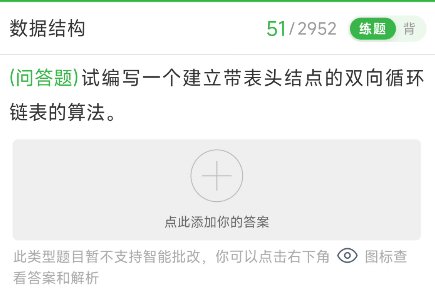 数据结构 51/2952 练题 背
(问答题)试编写一个建立带表头结点的双向循环
链表的算法。
点此添加你的答案
此类型题目暂不支持智能批改，你可以点击右下角 图标查
看答案和解析